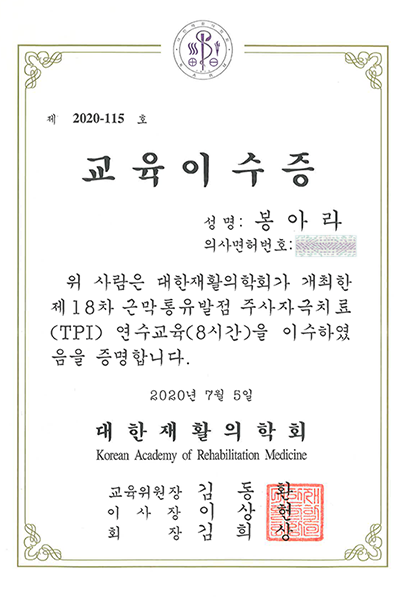 제 2020-115 호
교육이수증
성명: 봉아라
의사면허번호:
위 사람은 대한재활의학회가 개최한
제18차 근막통유발점 주사자극치료
(TPI) 연수교육(8시간)을 이수하였
음을 증명합니다.
2020년 7월 5일
대한재활의학회
Korean Academy of Rehabilitation Medicine
교육위원장 김동환
이사장 이상헌
회장 김희상